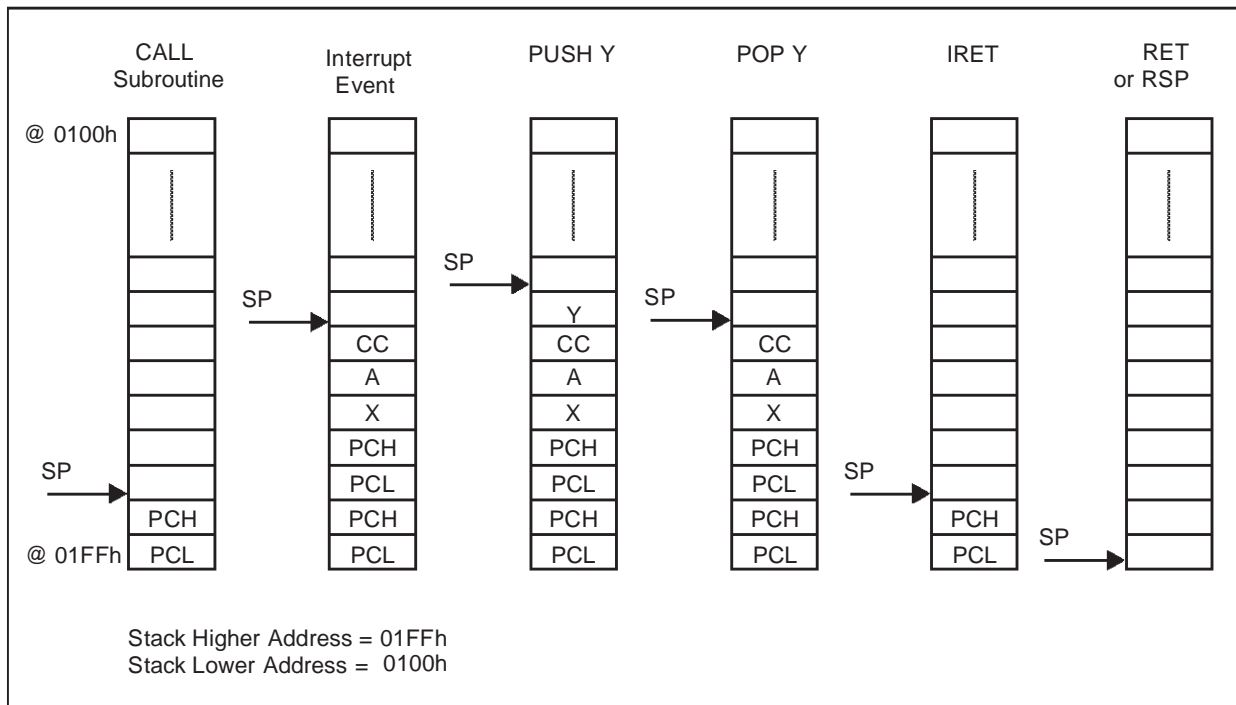 CALL
Subroutine
Interrupt
Event
PUSH Y
POP Y
IRET
RET
or RSP
@ 0100h
SP
SP
SP
Y
CC
CC
CC
A
A
A
X
X
X
PCH
PCH
PCH
SP
PCL
PCL
PCL
SP
PCH
PCH
PCH
PCH
PCH
SP
@ 01FFh
PCL
PCL
PCL
PCL
PCL
Stack Higher Address = 01FFh
Stack Lower Address = 0100h